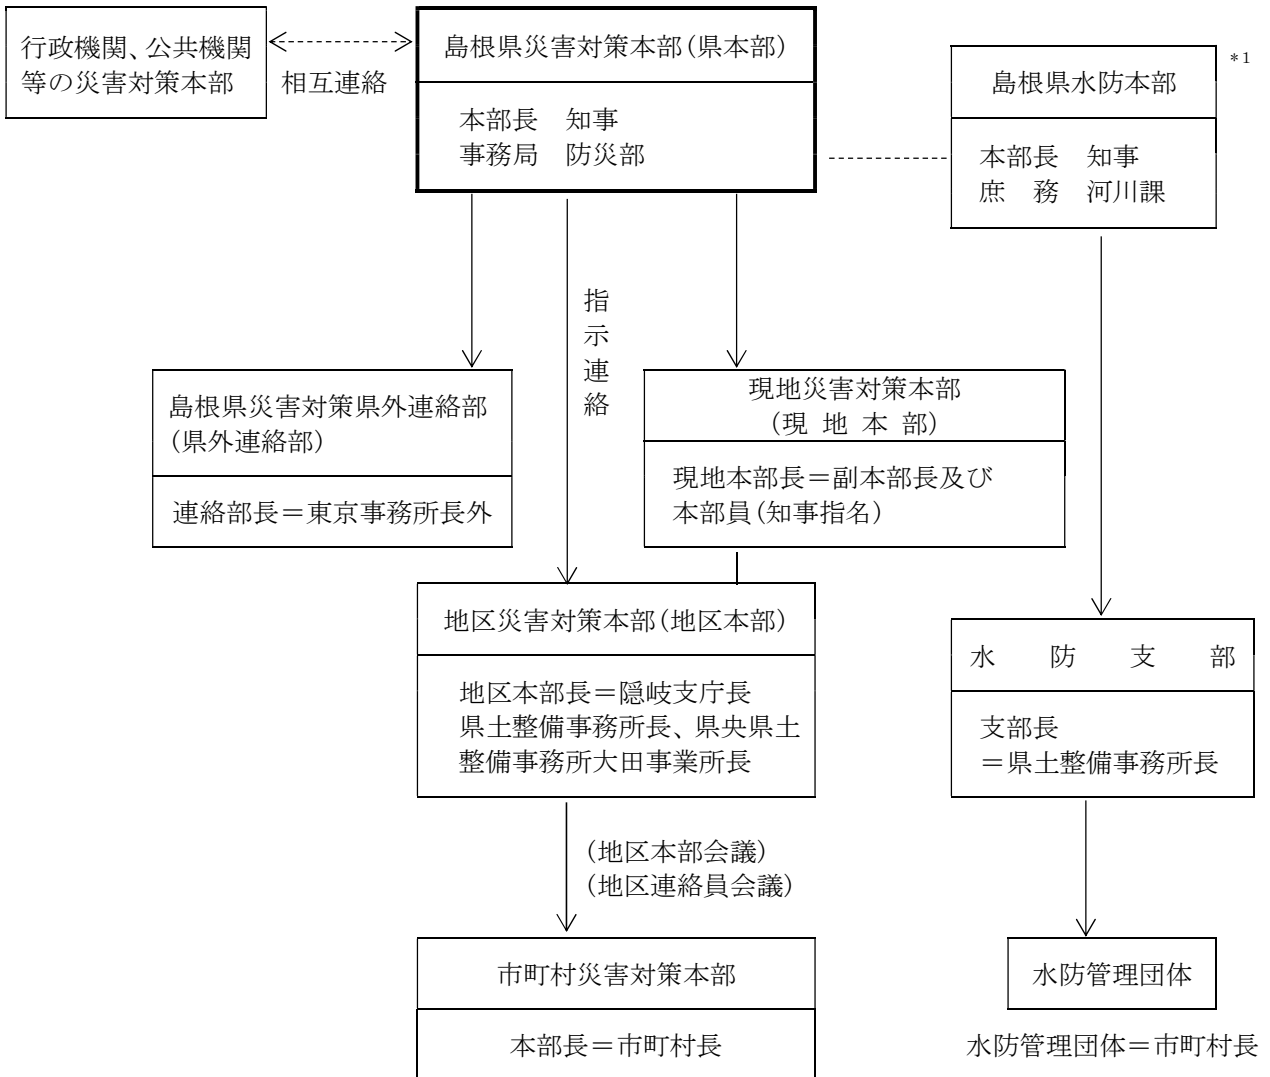 行政機関、公共機関
等の災害対策本部
相互連絡
島根県災害対策本部(県本部)
本部長　知事
事務局　防災部
島根県水防本部
*1
本部長　知事
庶　務　河川課
指示連絡
島根県災害対策県外連絡部
(県外連絡部)
連絡部長＝東京事務所長外
現地災害対策本部
(現 地 本 部)
現地本部長＝副本部長及び
本部員(知事指名)
地区災害対策本部(地区本部)
地区本部長＝隠岐支庁長
県土整備事務所長、県央県土
整備事務所大田事業所長
水　防　支　部
支部長
＝県土整備事務所長
(地区本部会議)
(地区連絡員会議)
市町村災害対策本部
本部長＝市町村長
水防管理団体
水防管理団体＝市町村長